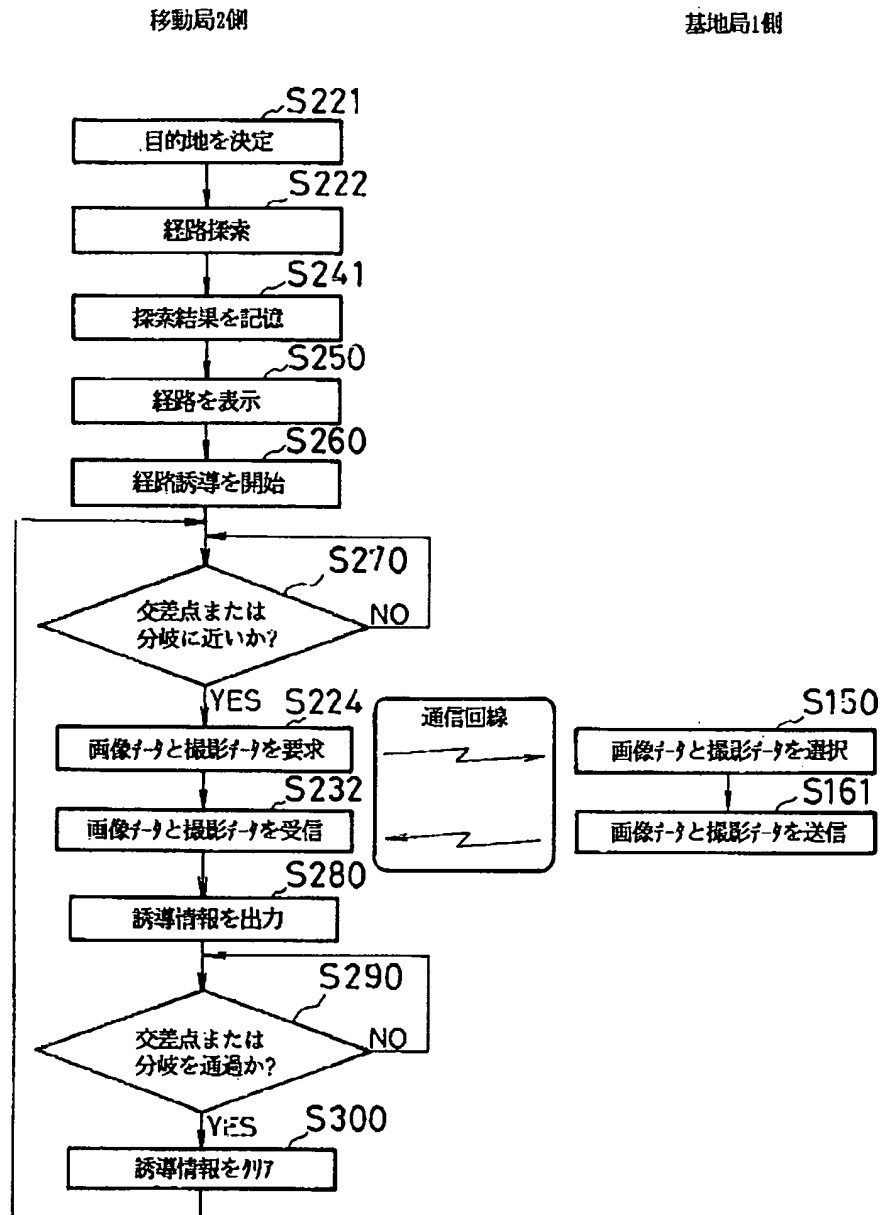 移動局2側
基地局1側
S221
目的地を決定
S222
経路探索
S241
探索結果を記憶
S250
経路を表示
S260
経路誘導を開始
S270
交差点または
分岐に近いか?
NO
YES
S224
画像データと撮影データを要求
通信回線
S150
画像データと撮影データを選択
S232
画像データと撮影データを受信
S161
画像データと撮影データを送信
S280
誘導情報を出力
S290
交差点または
分岐を通過か?
NO
YES
S300
誘導情報をクリア